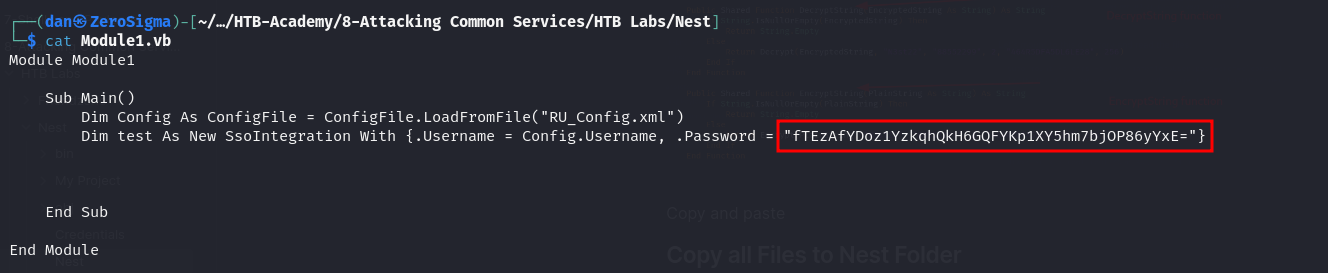 ┌──(dan㉿ZeroSigma)-[~/…/HTB-Academy/8-Attacking Common Services/HTB Labs/Nest]
└─$ cat Module1.vb
Module Module1
    Sub Main()
        Dim Config As ConfigFile = ConfigFile.LoadFromFile("RU_Config.xml")
        Dim test As New SsoIntegration With {.Username = Config.Username, .Password = "fTEzAfYDoz1YzkqhQkH6GQFYKp1XY5hm7bjOP86yYxE="}
My Project
    End Sub
Copy and paste
End Module
Copy all Files to Nest Folder